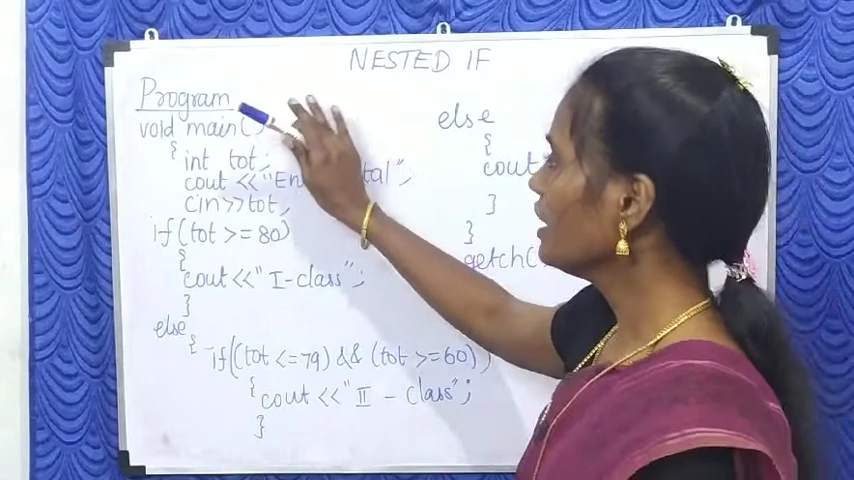 NESTED IF
Program
void main()
{
int tot;
cout <<"En tal");
cin>>tot;
if(tot >=80)
{
cout <<"I-class";
}
else
{
if((tot <=79) && (tot >=60))
{
cout <<"II - class";
}
else
{
cout
}
}
getch(